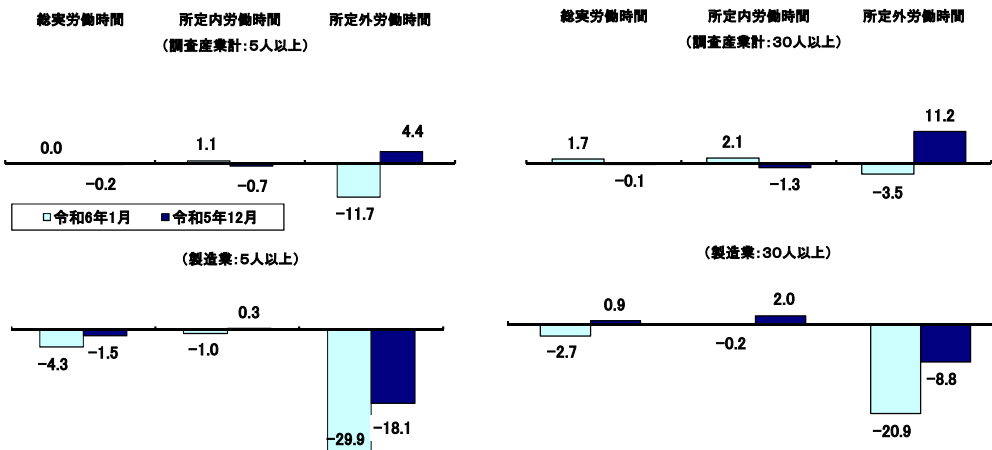 総実労働時間 所定内労働時間 所定外労働時間
（調査産業計:5人以上）
0.0 1.1 4.4
−0.2 −0.7 −11.7
□令和6年1月 ■令和5年12月
（製造業:5人以上）
0.3
−4.3 −1.5 −1.0 −29.9 −18.1
総実労働時間 所定内労働時間 所定外労働時間
（調査産業計:30人以上）
1.7 2.1 11.2
−0.1 −1.3 −3.5
（製造業:30人以上）
0.9 2.0
−2.7 −0.2 −20.9 −8.8